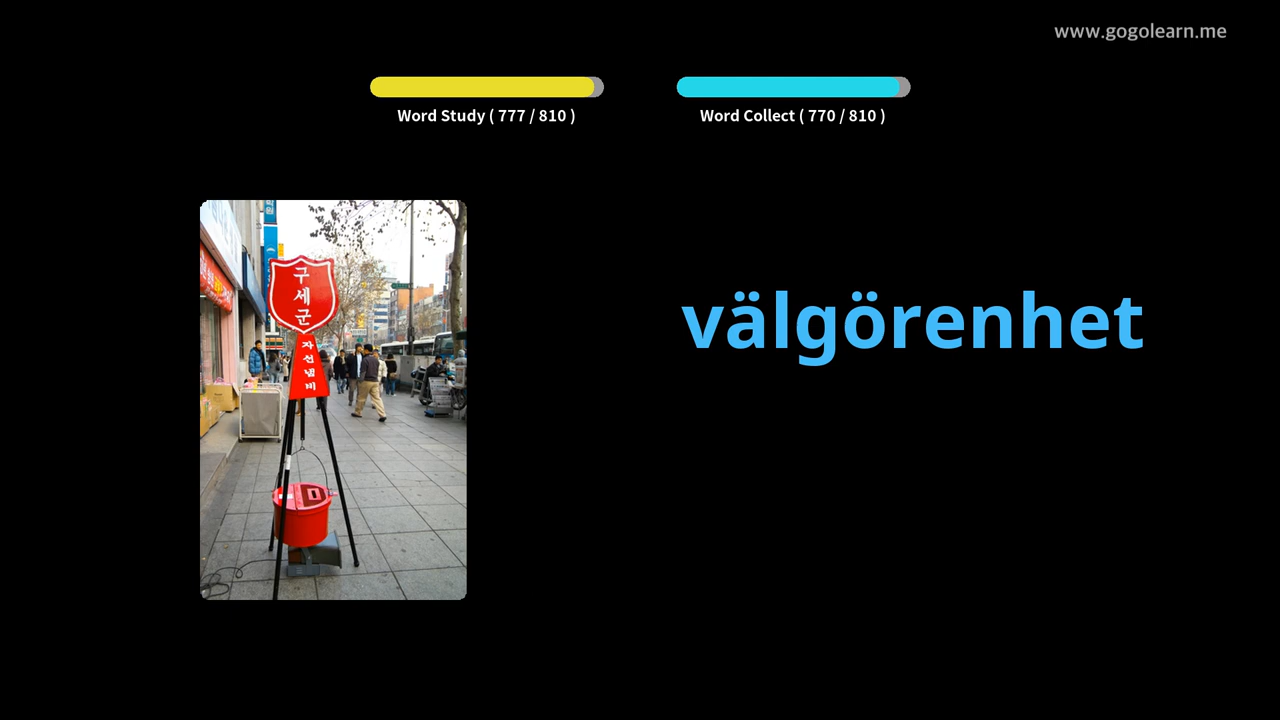 www.gogolearn.me
Word Study ( 777 / 810 )
Word Collect ( 770 / 810 )
구
세
군
자
선
냄
비
välgörenhet